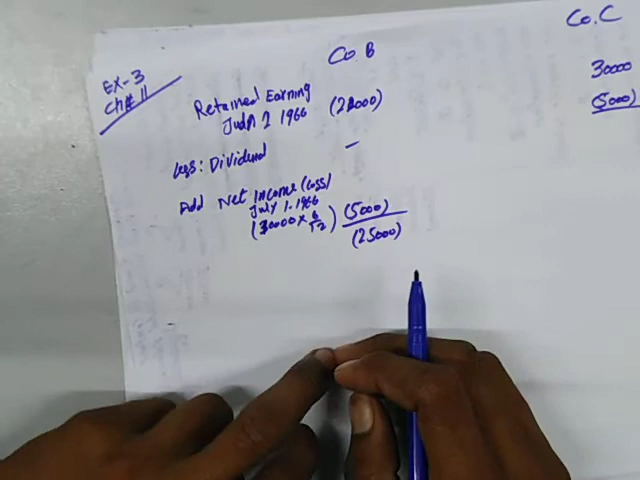 Co. C
Co. B
EX-3
Ch# 11
Retained Earning
1 1966 (20000)
30000
(5000)
Less: Dividend —
Add Net Income (Loss)
July 1. 1966
(30000 × 6/12) (5000)
(25000)